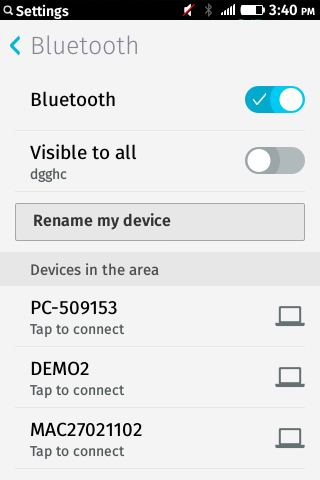 Settings 3:40 PM
Bluetooth
Bluetooth
Visible to all
dgghc
Rename my device
Devices in the area
PC-509153
Tap to connect
DEMO2
Tap to connect
MAC27021102
Tap to connect